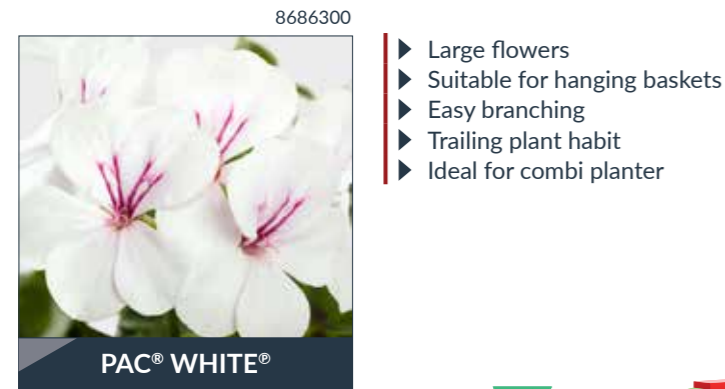 8686300
▶ Large flowers
▶ Suitable for hanging baskets
▶ Easy branching
▶ Trailing plant habit
▶ Ideal for combi planter
PAC® WHITE℗